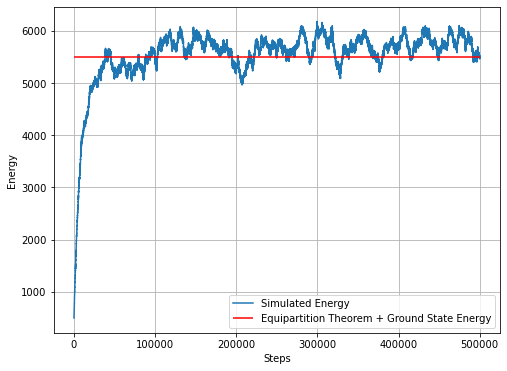 6000
5000
4000
3000
2000
1000
Energy
0 100000 200000 300000 400000 500000
Steps
Simulated Energy
Equipartition Theorem + Ground State Energy